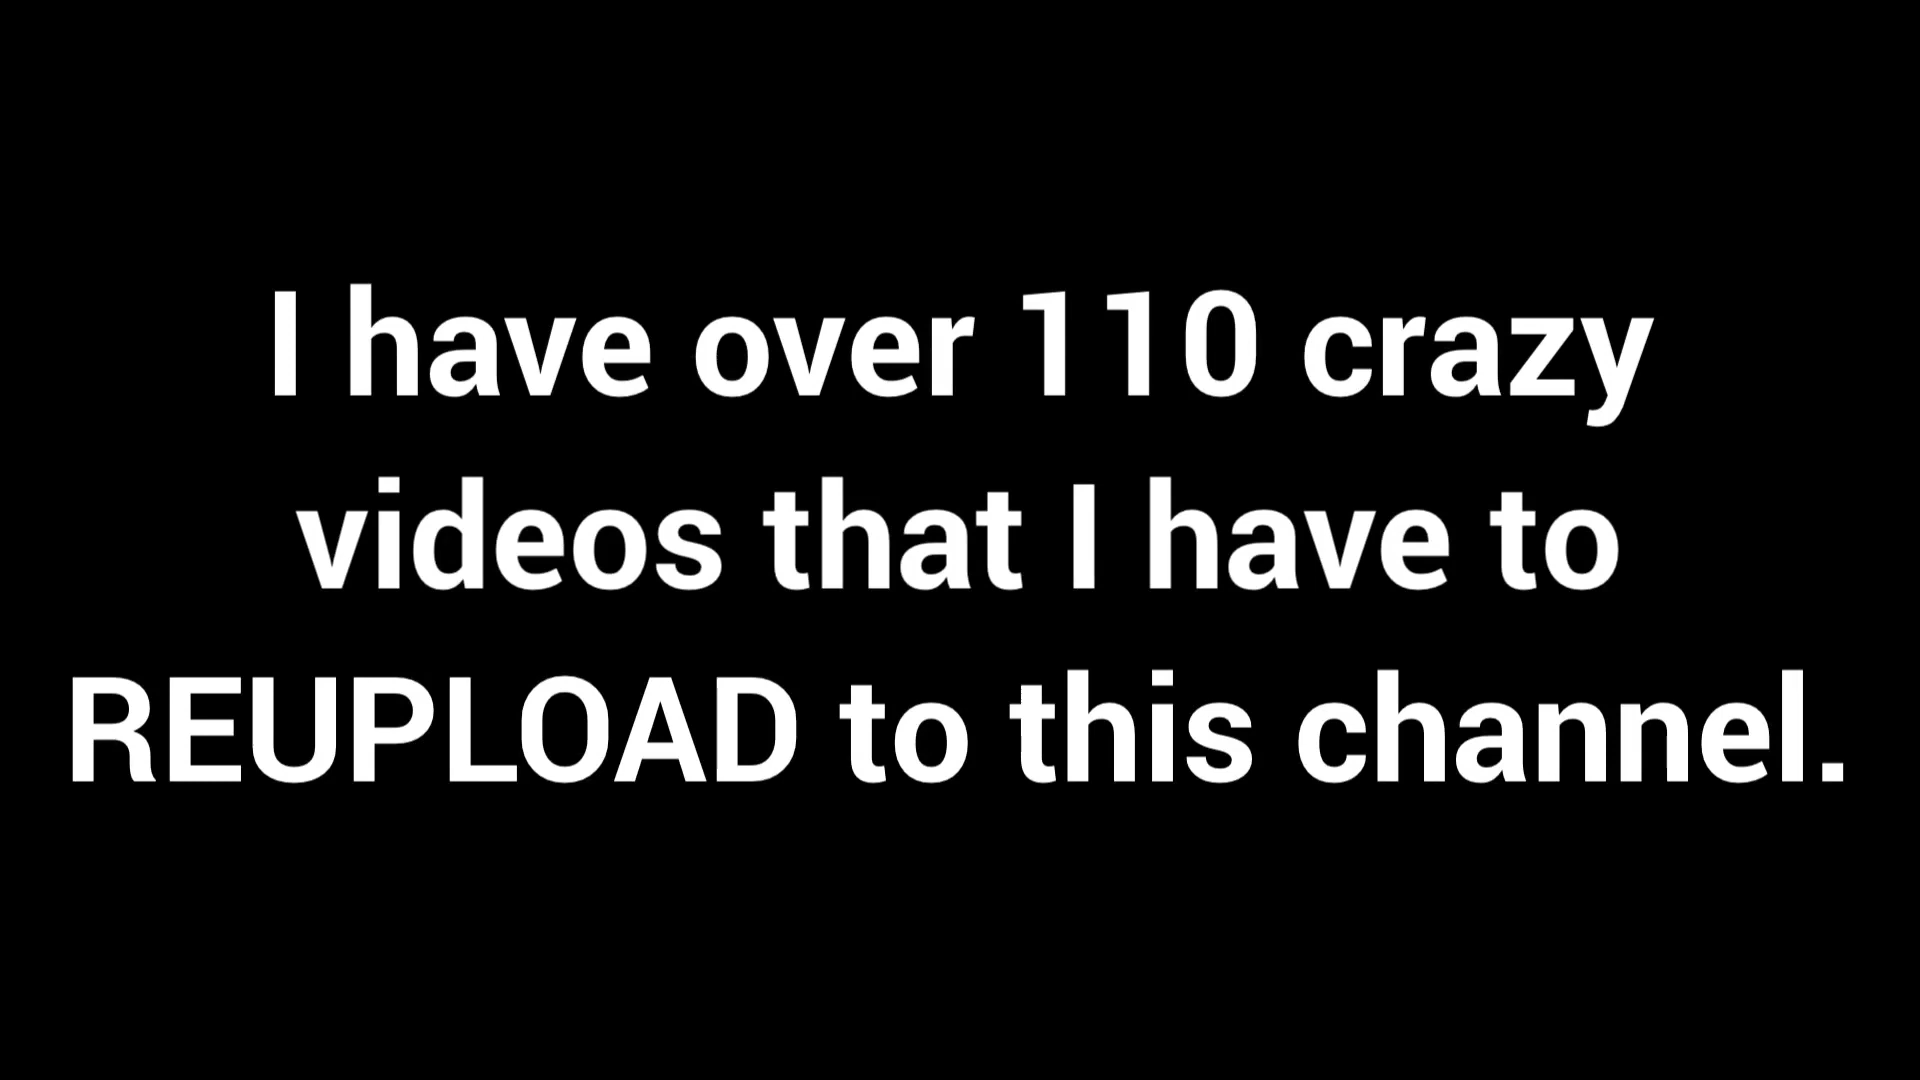 I have over 110 crazy
videos that I have to
REUPLOAD to this channel.